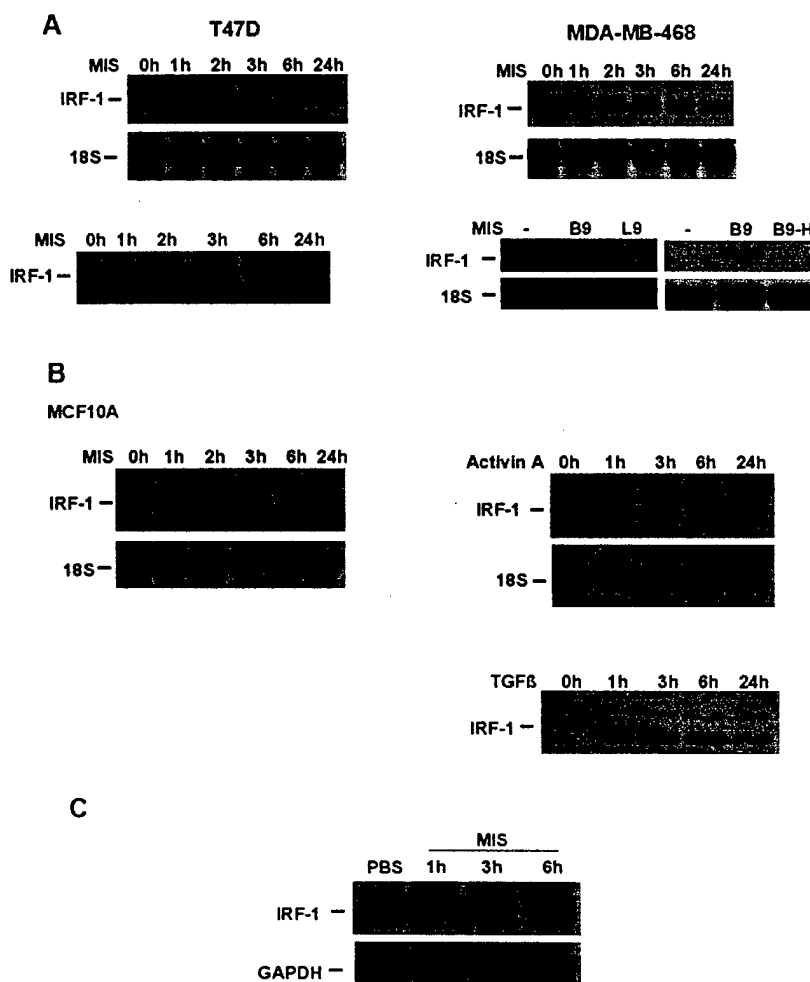 A
T47D
MIS 0h 1h 2h 3h 6h 24h
IRF-1
18S
MIS 0h 1h 2h 3h 6h 24h
IRF-1
MDA-MB-468
MIS 0h 1h 2h 3h 6h 24h
IRF-1
18S
MIS - B9 L9 - B9 B9-H
IRF-1
18S
B
MCF10A
MIS 0h 1h 2h 3h 6h 24h
IRF-1
18S
Activin A 0h 1h 3h 6h 24h
IRF-1
18S
TGFß 0h 1h 3h 6h 24h
IRF-1
C
MIS
PBS 1h 3h 6h
IRF-1
GAPDH